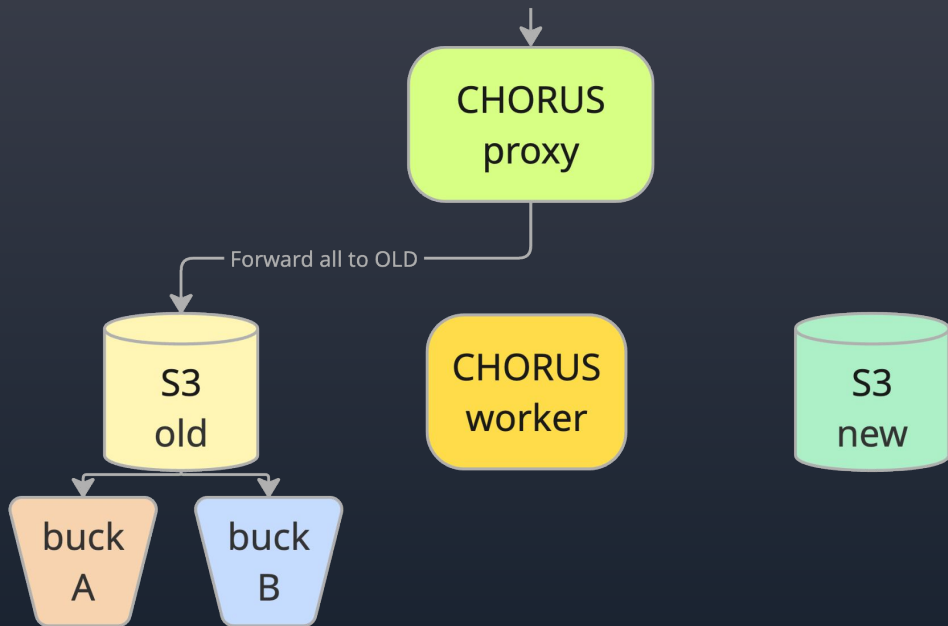 CHORUS
proxy
Forward all to OLD
S3
old
CHORUS
worker
S3
new
buck
A
buck
B